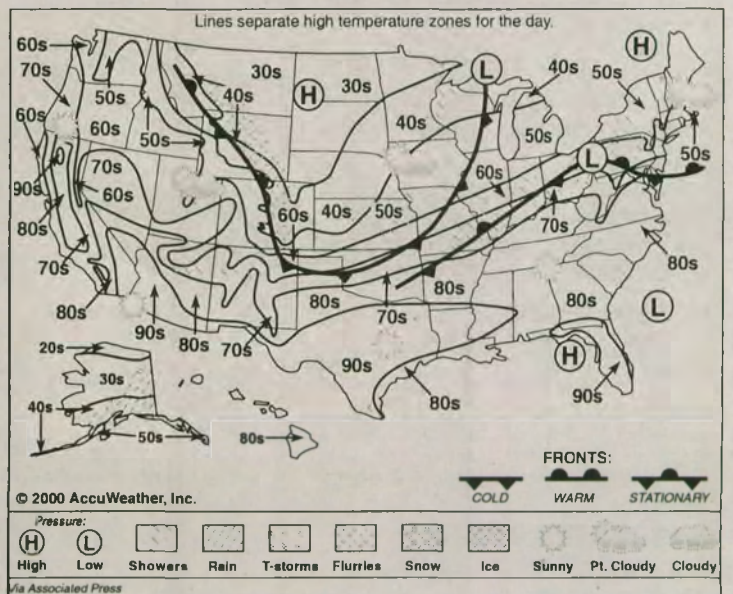 Lines separate high temperature zones for the day.
60s
70s
60s
50s
60s
50s
40s
30s
H
30s
L
40s
H
50s
40s
50s
50s
90s
70s
60s
80s
70s
80s
60s
40s
50s
60s
L
70s
80s
80s
80s
70s
80s
L
90s
80s
70s
90s
80s
H
90s
20s
30s
40s
50s
80s
© 2000 AccuWeather, Inc.
FRONTS:
COLD WARM STATIONARY
Pressure:
H L
High Low Showers Rain T-storms Flurries Snow Ice Sunny Pt. Cloudy Cloudy
Via Associated Press